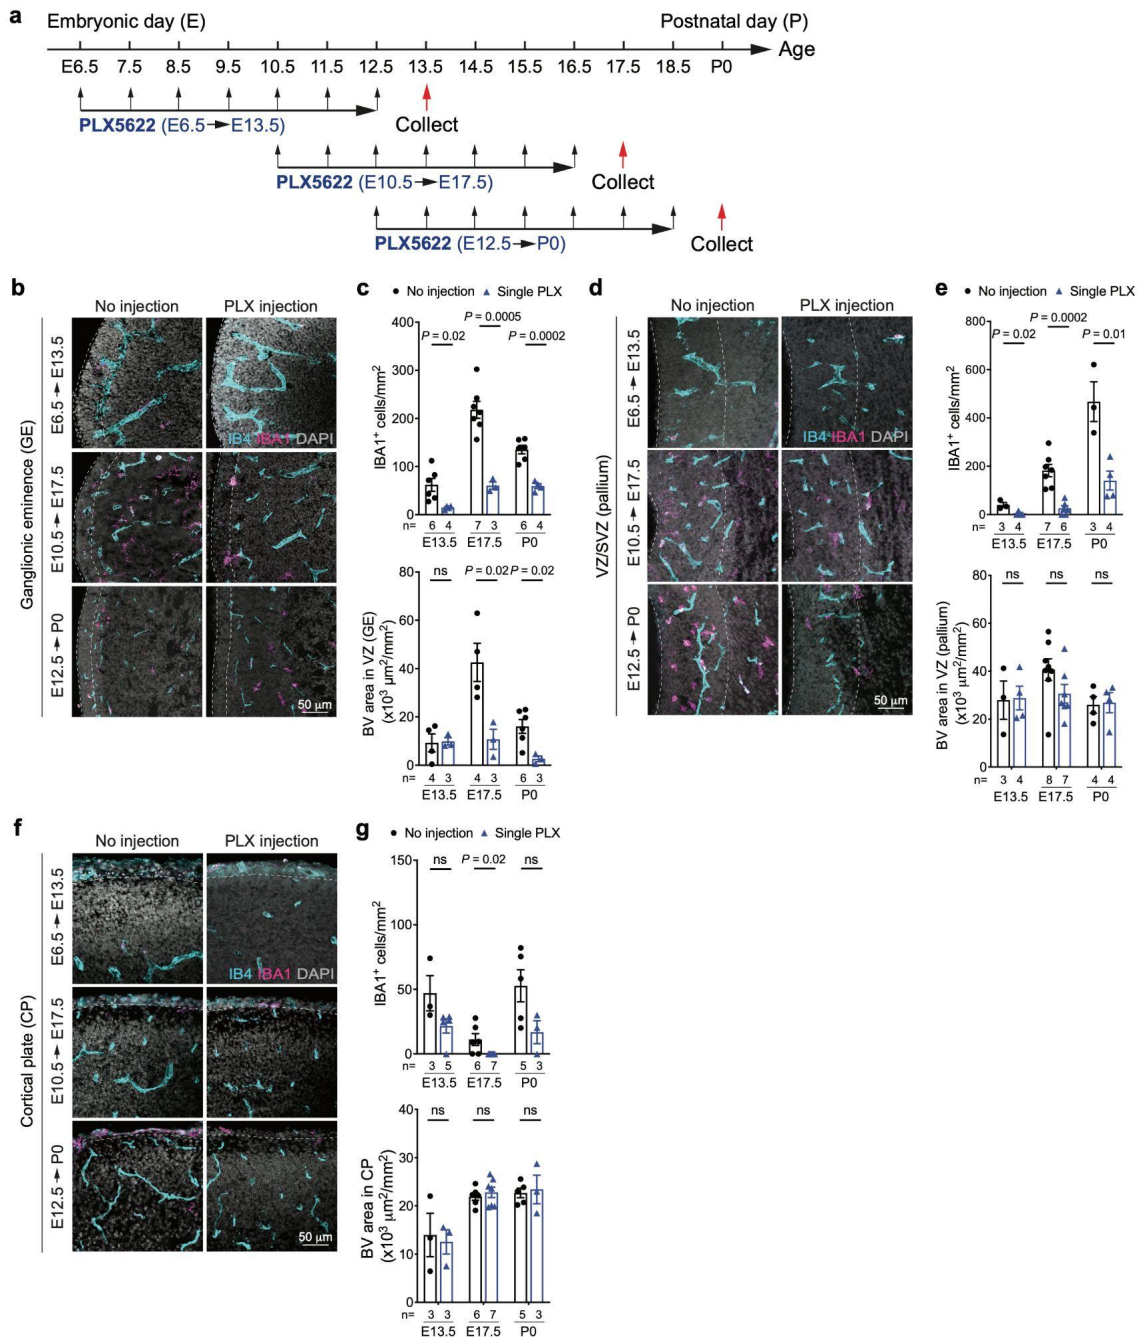 a
Embryonic day (E)
Postnatal day (P)
Age
E6.5 7.5 8.5 9.5 10.5 11.5 12.5 13.5 14.5 15.5 16.5 17.5 18.5 P0
PLX5622 (E6.5→E13.5)
Collect
PLX5622 (E10.5→E17.5)
Collect
PLX5622 (E12.5→P0)
Collect
b
No injection PLX injection
Ganglionic eminence (GE)
E6.5→E13.5
IB4 IBA1 DAPI
E10.5→E17.5
E12.5→P0
50 µm
c
No injection Single PLX
IBA1+ cells/mm2
400
300
200
100
0
P = 0.02
P = 0.0005
P = 0.0002
n= 6 4 7 3 6 4
E13.5 E17.5 P0
BV area in VZ (GE)
(x10³ µm²/mm²)
80
60
40
20
0
ns
P = 0.02
P = 0.02
n= 4 3 4 3 6 3
E13.5 E17.5 P0
d
No injection PLX injection
VZ/SVZ (pallium)
E6.5→E13.5
IB4 IBA1 DAPI
E10.5→E17.5
E12.5→P0
50 µm
e
No injection Single PLX
IBA1+ cells/mm2
800
600
400
200
0
P = 0.02
P = 0.0002
P = 0.01
n= 3 4 7 6 3 4
E13.5 E17.5 P0
BV area in VZ (pallium)
(x10³ µm²/mm²)
80
60
40
20
0
ns ns ns
n= 3 4 8 7 4 4
E13.5 E17.5 P0
f
No injection PLX injection
Cortical plate (CP)
E6.5→E13.5
IB4 IBA1 DAPI
E10.5→E17.5
E12.5→P0
50 µm
g
No injection Single PLX
IBA1+ cells/mm2
150
100
50
0
ns
P = 0.02
ns
n= 3 5 6 7 5 3
E13.5 E17.5 P0
BV area in CP
(x10³ µm²/mm²)
40
30
20
10
0
ns ns ns
n= 3 3 6 7 5 3
E13.5 E17.5 P0